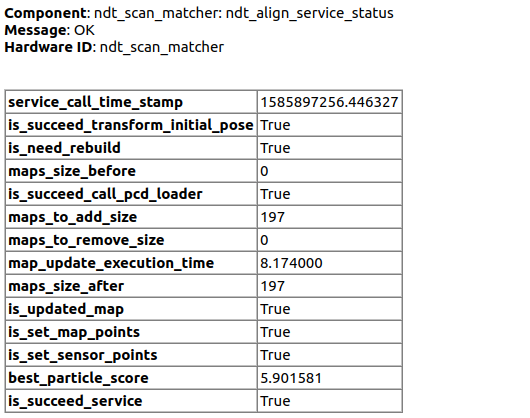 Component: ndt_scan_matcher: ndt_align_service_status
Message: OK
Hardware ID: ndt_scan_matcher
service_call_time_stamp 1585897256.446327
is_succeed_transform_initial_pose True
is_need_rebuild True
maps_size_before 0
is_succeed_call_pcd_loader True
maps_to_add_size 197
maps_to_remove_size 0
map_update_execution_time 8.174000
maps_size_after 197
is_updated_map True
is_set_map_points True
is_set_sensor_points True
best_particle_score 5.901581
is_succeed_service True